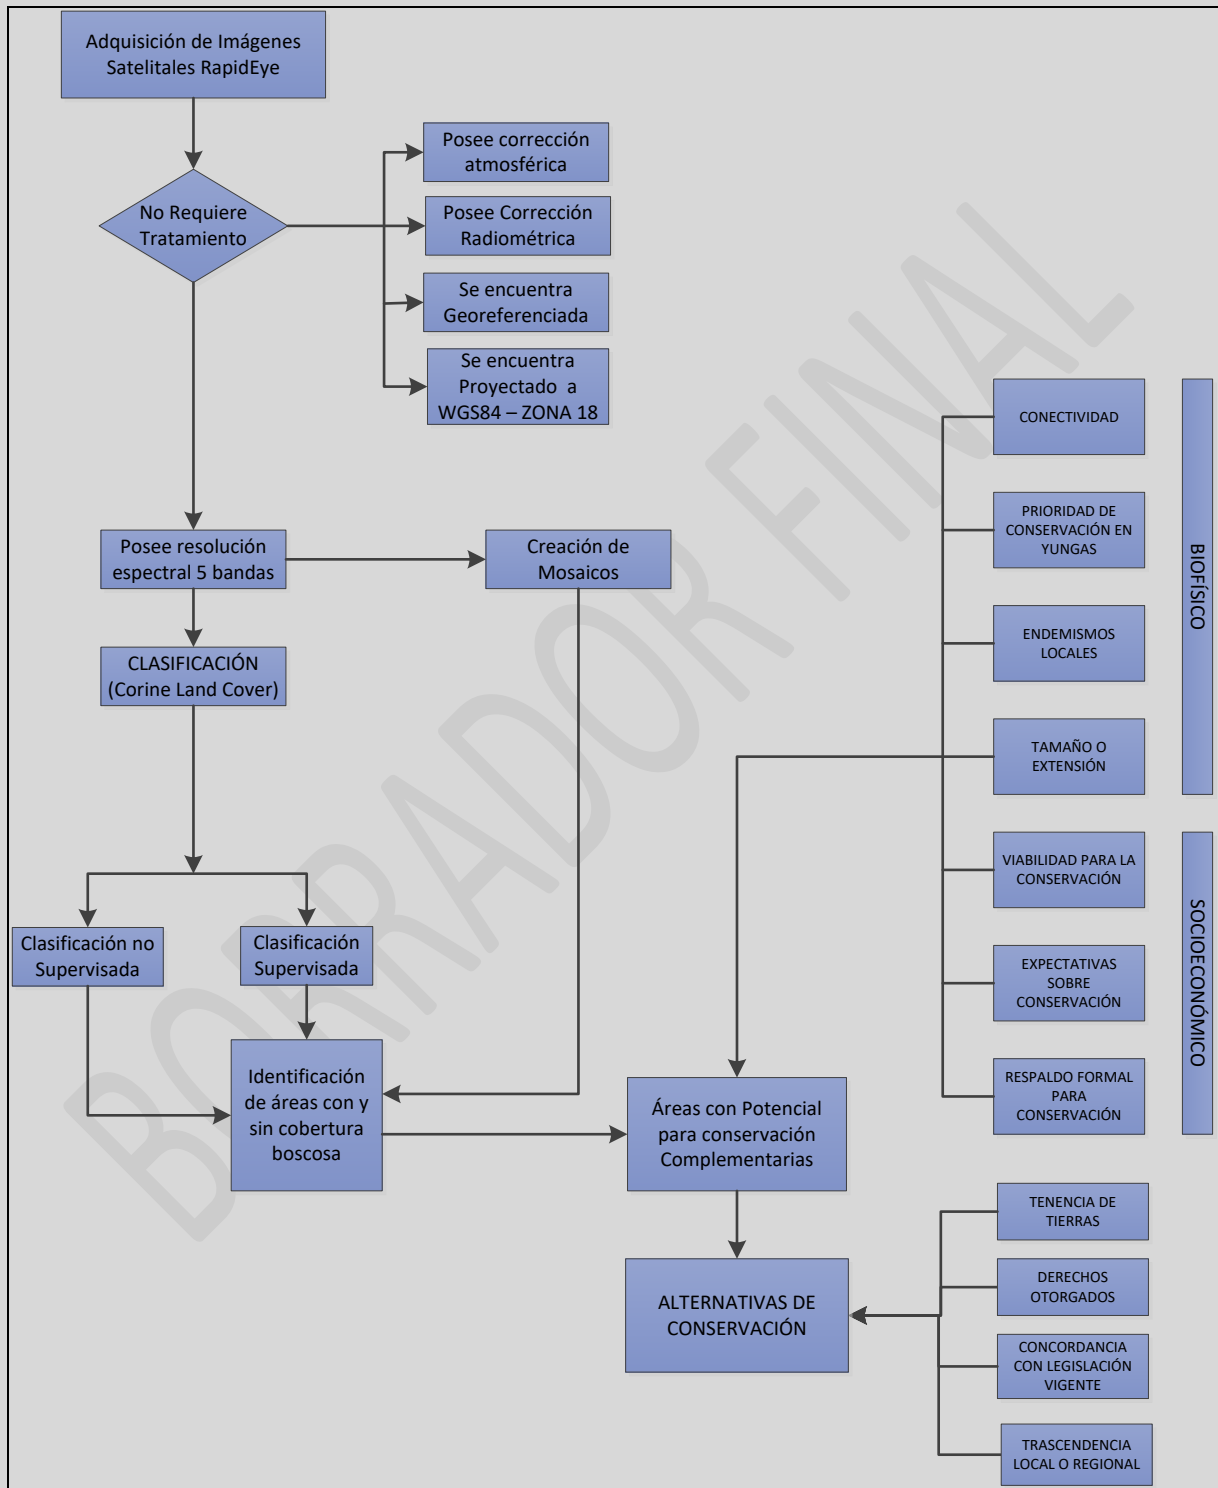 Adquisición de Imágenes
Satelitales RapidEye
No Requiere
Tratamiento
Posee corrección
atmosférica
Posee Corrección
Radiométrica
Se encuentra
Georeferenciada
Se encuentra
Proyectado a
WGS84 – ZONA 18
Posee resolución
espectral 5 bandas
Creación de
Mosaicos
CLASIFICACIÓN
(Corine Land Cover)
Clasificación no
Supervisada
Clasificación
Supervisada
Identificación
de áreas con y
sin cobertura
boscosa
Áreas con Potencial
para conservación
Complementarias
ALTERNATIVAS DE
CONSERVACIÓN
CONECTIVIDAD
PRIORIDAD DE
CONSERVACIÓN EN
YUNGAS
ENDEMISMOS
LOCALES
TAMAÑO O
EXTENSIÓN
BIOFÍSICO
VIABILIDAD PARA LA
CONSERVACIÓN
EXPECTATIVAS
SOBRE
CONSERVACIÓN
RESPALDO FORMAL
PARA
CONSERVACIÓN
SOCIOECONÓMICO
TENENCIA DE
TIERRAS
DERECHOS
OTORGADOS
CONCORDANCIA
CON LEGISLACIÓN
VIGENTE
TRASCENDENCIA
LOCAL O REGIONAL
BORRADOR FINAL